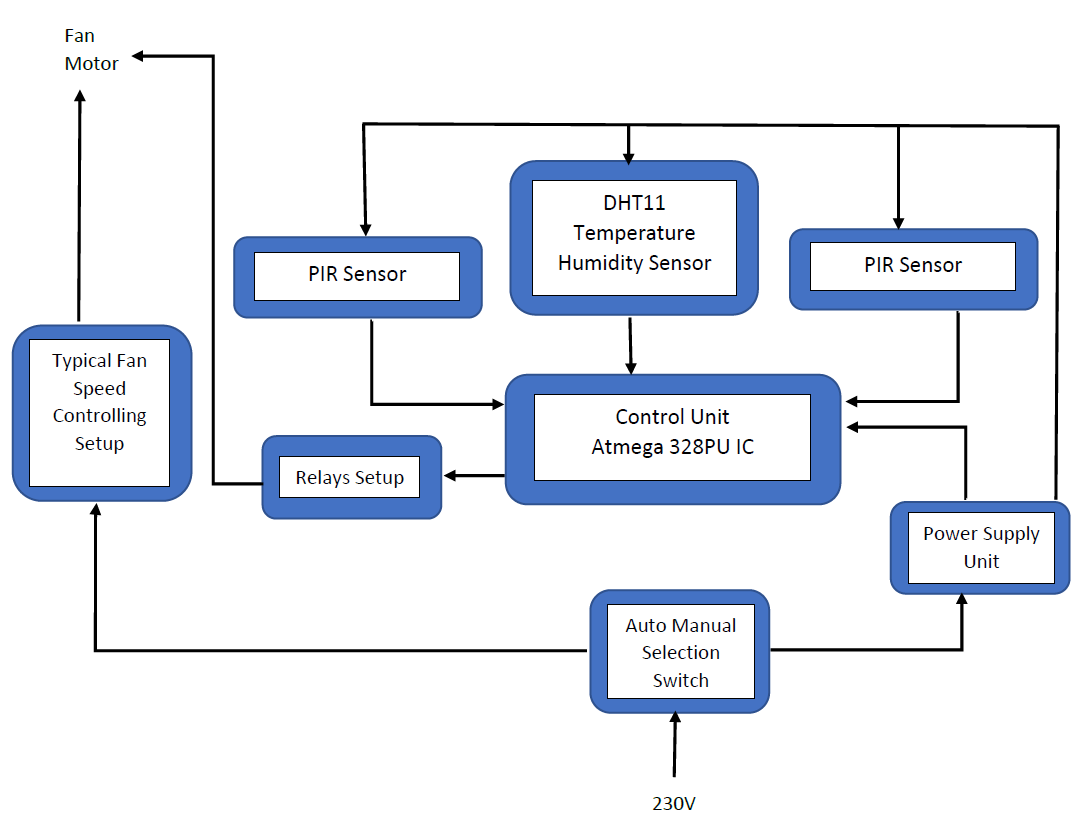 Fan
Motor
DHT11
Temperature
Humidity Sensor
PIR Sensor
PIR Sensor
Typical Fan
Speed
Controlling
Setup
Control Unit
Atmega 328PU IC
Relays Setup
Power Supply
Unit
Auto Manual
Selection
Switch
230V